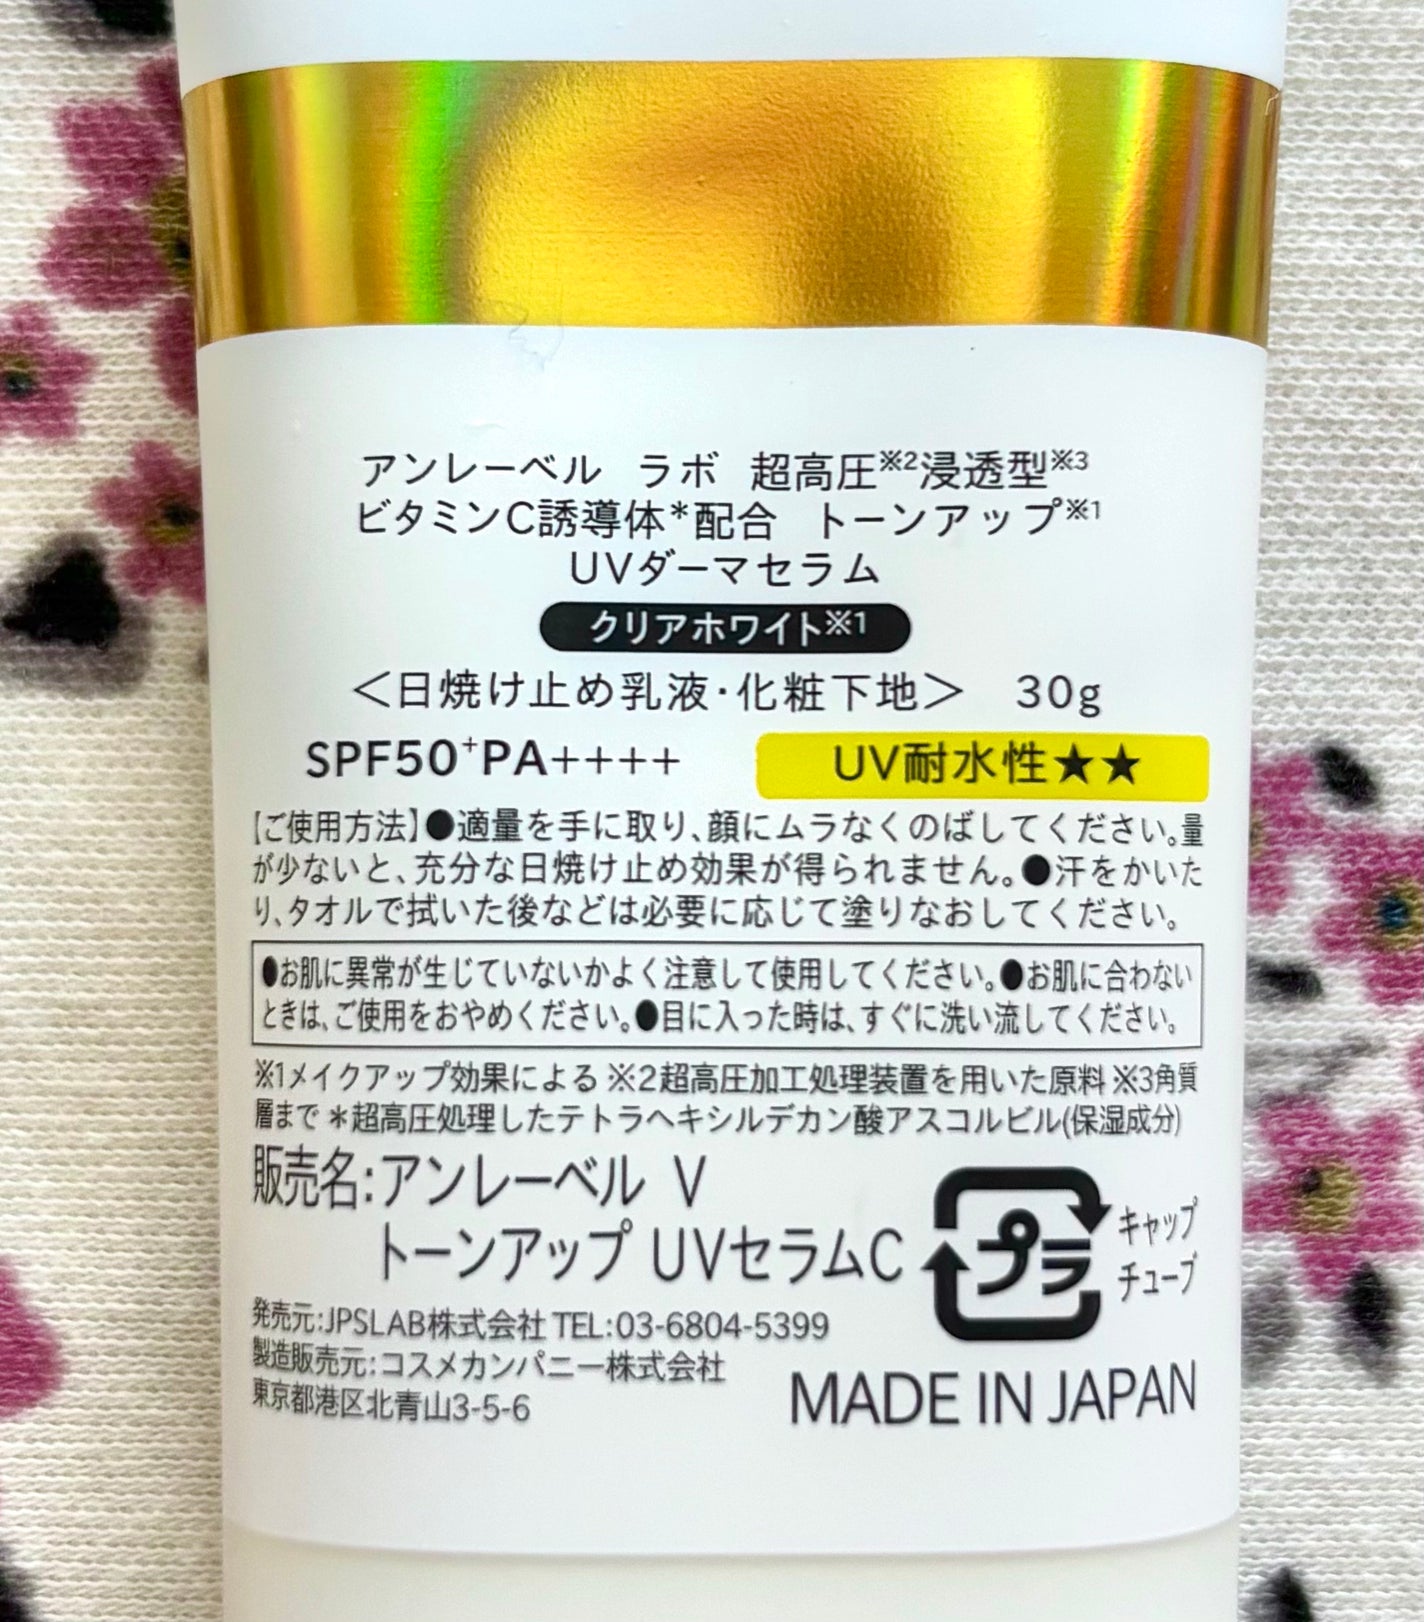 アンレーベル ラボ 超高圧※2浸透型※3
ビタミンC誘導体*配合 トーンアップ※1
UVダーマセラム
クリアホワイト※1
＜日焼け止め乳液・化粧下地＞ 30g
SPF50+PA++++ UV耐水性★★
【ご使用方法】●適量を手に取り、顔にムラなくのばしてください。量
が少ないと、充分な日焼け止め効果が得られません。●汗をかいた
り、タオルで拭いた後などは必要に応じて塗りなおしてください。
●お肌に異常が生じていないかよく注意して使用してください。●お肌に合わない
ときは、ご使用をおやめください。●目に入った時は、すぐに洗い流してください。
※1メイクアップ効果による ※2超高圧加工処理装置を用いた原料 ※3角質
層まで *超高圧処理したテトラヘキシルデカン酸アスコルビル(保湿成分)
販売名:アンレーベル V
トーンアップ UVセラムC
プラ
キャップ
チューブ
発売元:JPSLAB株式会社 TEL:03-6804-5399
製造販売元:コスメカンパニー株式会社
東京都港区北青山3-5-6
MADE IN JAPAN